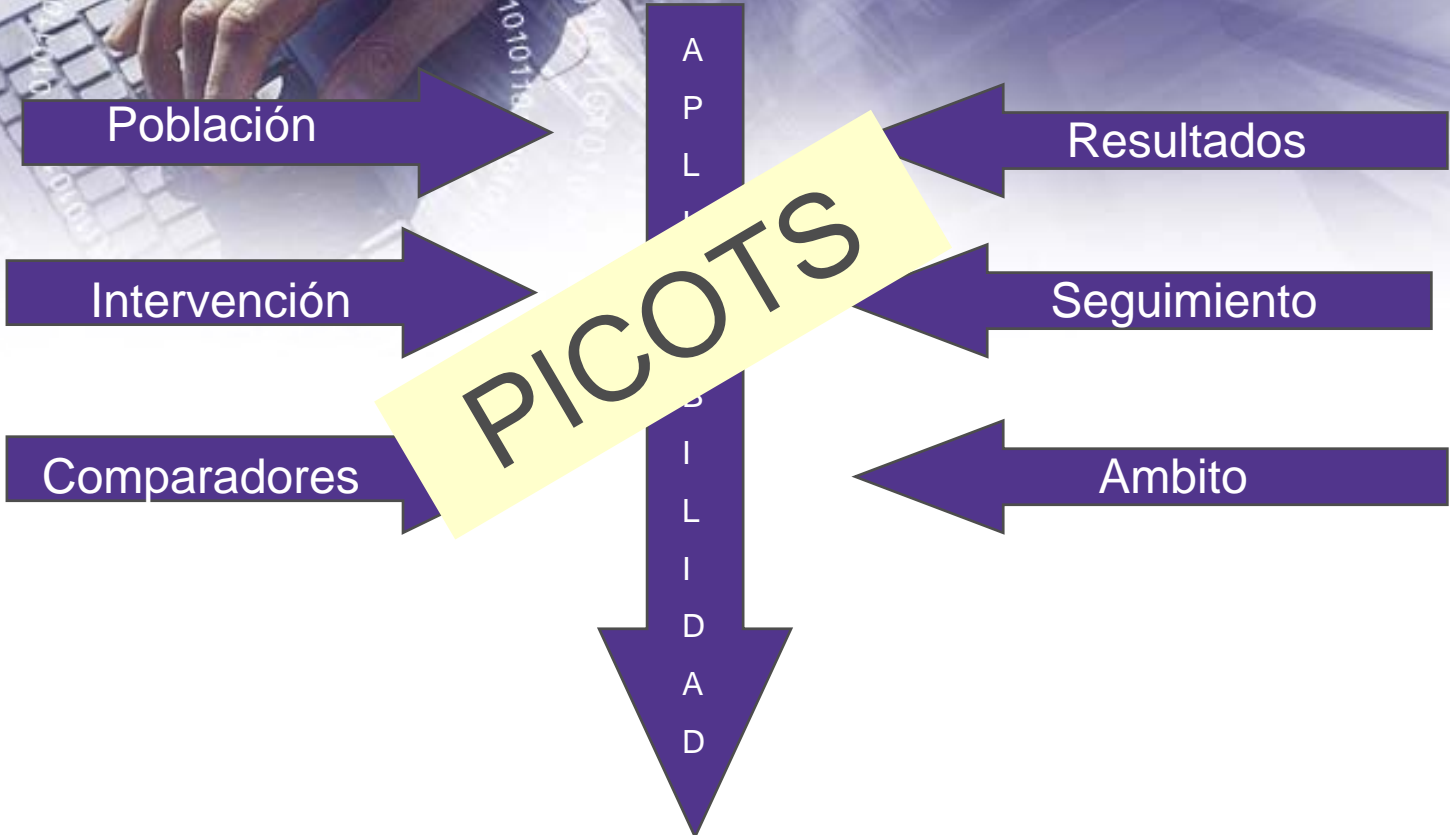 Población
Intervención
Comparadores
A
P
L
B
I
L
I
D
A
D
PICOTS
Resultados
Seguimiento
Ambito